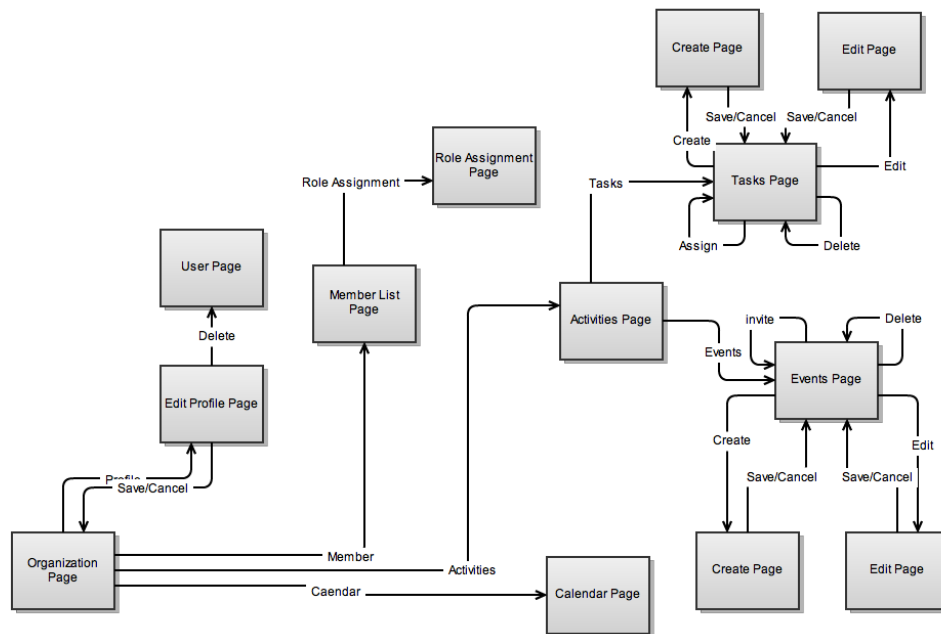 Create Page
Edit Page
Save/Cancel
Save/Cancel
Create
Role Assignment
Page
Role Assignment
Tasks
Tasks Page
Edit
Assign
Delete
User Page
Member List
Page
Activities Page
Delete
invite
Delete
Events
Events Page
Edit Profile Page
Create
Edit
Profile
Save/Cancel
Save/Cancel
Save/Cancel
Organization
Page
Member
Activities
Caendar
Calendar Page
Create Page
Edit Page